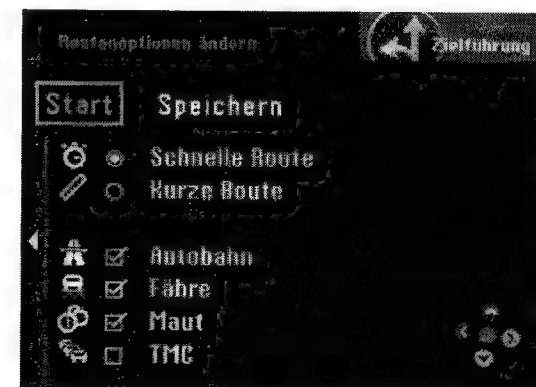 Routenoptionen ändern
Zielführung
Start Speichern
Schnelle Route
Kurze Route
Autobahn
Fähre
Maut
TMC